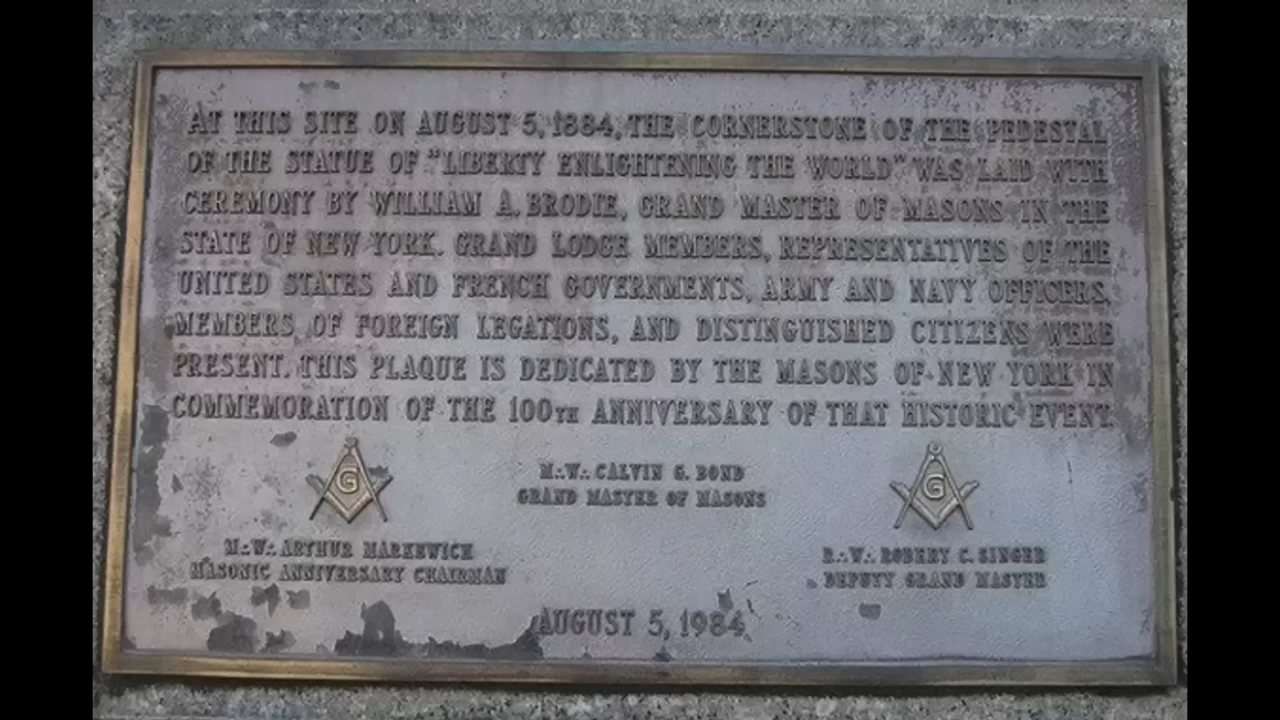 AT THIS SITE ON AUGUST 5, 1884, THE CORNERSTONE OF THE PEDESTAL
OF THE STATUE OF "LIBERTY ENLIGHTENING THE WORLD" WAS LAID WITH
CEREMONY BY WILLIAM A. BRODIE, GRAND MASTER OF MASONS IN THE
STATE OF NEW YORK. GRAND LODGE MEMBERS, REPRESENTATIVES OF THE
UNITED STATES AND FRENCH GOVERNMENTS, ARMY AND NAVY OFFICERS,
MEMBERS OF FOREIGN LEGATIONS, AND DISTINGUISHED CITIZENS WERE
PRESENT. THIS PLAQUE IS DEDICATED BY THE MASONS OF NEW YORK IN
COMMEMORATION OF THE 100TH ANNIVERSARY OF THAT HISTORIC EVENT.
G
G
M∴W∴ CALVIN G. BOND
GRAND MASTER OF MASONS
M∴W∴ ARTHUR MARKEWICH
MASONIC ANNIVERSARY CHAIRMAN
R∴W∴ ROBERT C. SINGER
DEPUTY GRAND MASTER
AUGUST 5, 1984